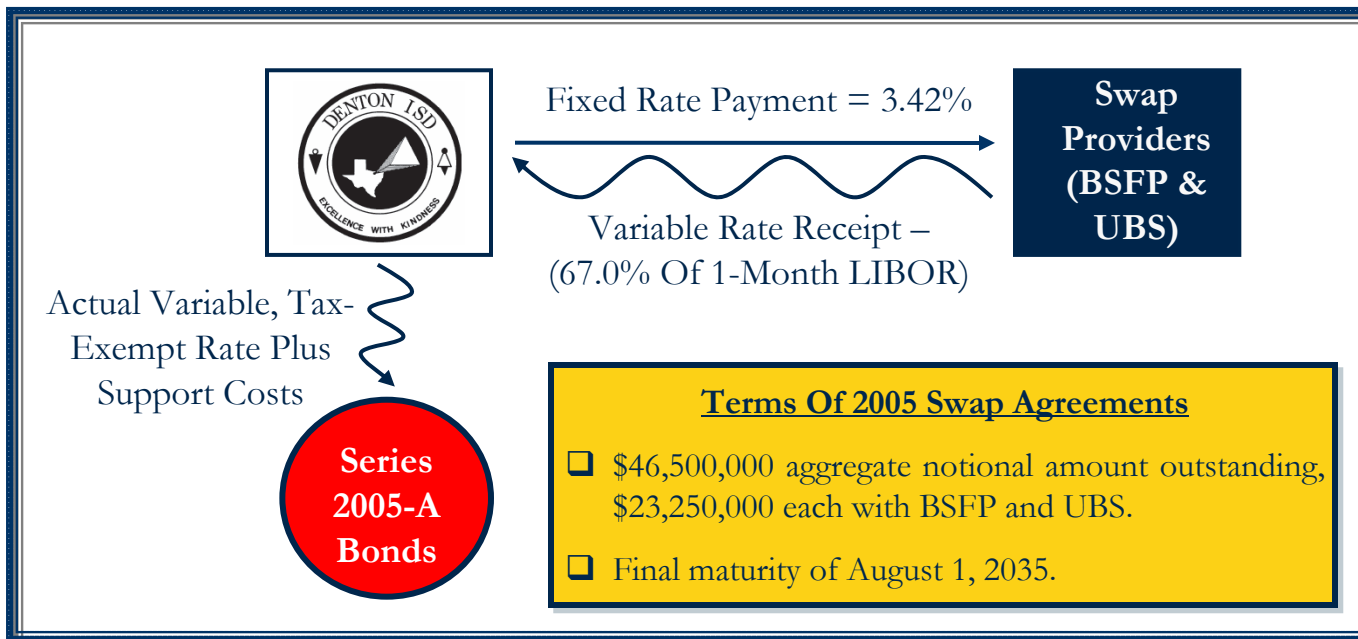 DENTON ISD
EXCELLENCE WITH KINDNESS
Fixed Rate Payment = 3.42%
Variable Rate Receipt –
(67.0% Of 1-Month LIBOR)
Swap
Providers
(BSFP &
UBS)
Actual Variable, Tax-
Exempt Rate Plus
Support Costs
Series
2005-A
Bonds
Terms Of 2005 Swap Agreements
❑ $46,500,000 aggregate notional amount outstanding,
$23,250,000 each with BSFP and UBS.
❑ Final maturity of August 1, 2035.